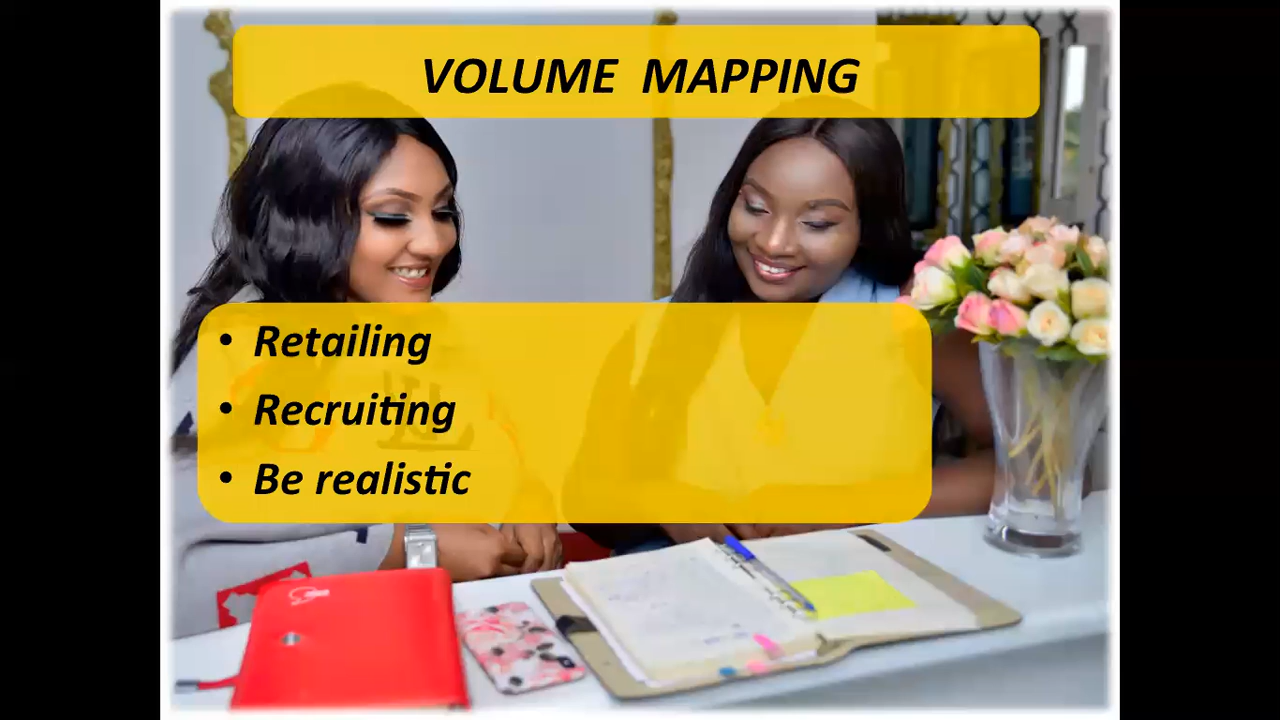 VOLUME MAPPING
• Retailing
• Recruiting
• Be realistic